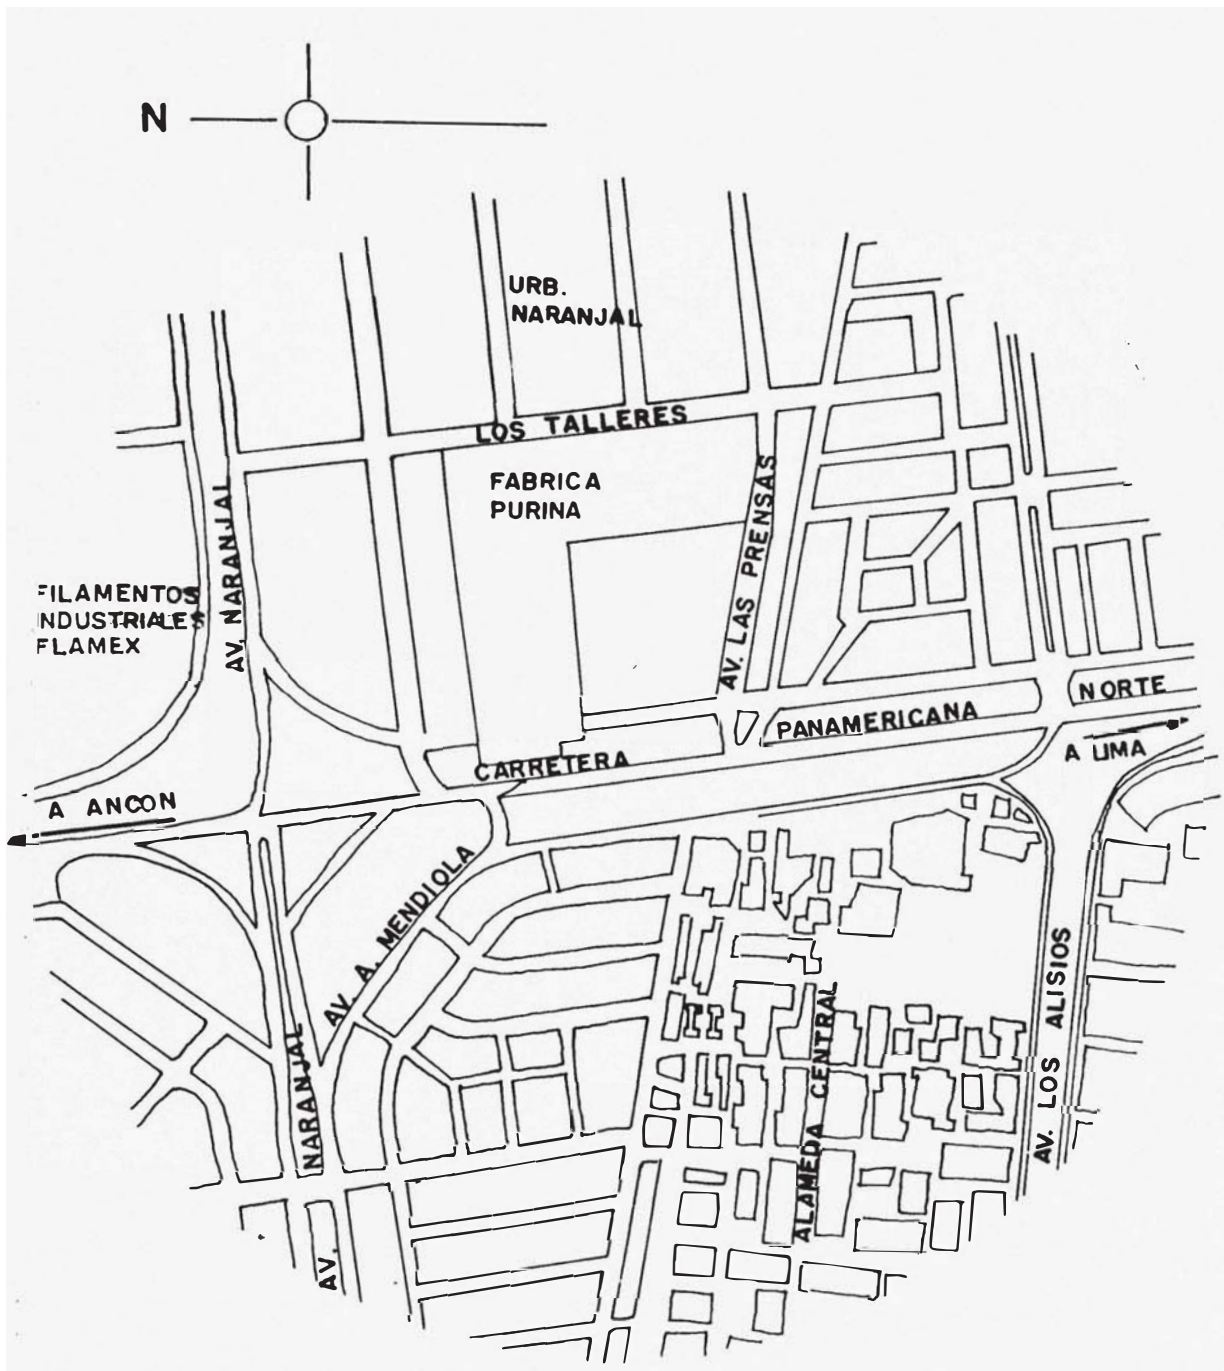 N
URB.
NARANJAL
LOS TALLERES
FABRICA
PURINA
AV. NARANJAL
AV. LAS PRENSAS
FILAMENTOS
INDUSTRIALES
FLAMEX
NORTE
PANAMERICANA
CARRETERA
A LIMA
A ANCON
AV. A. MENDIOLA
AV. LOS ALISIOS
ALAMEDA CENTRAL
AV. NARANJAL